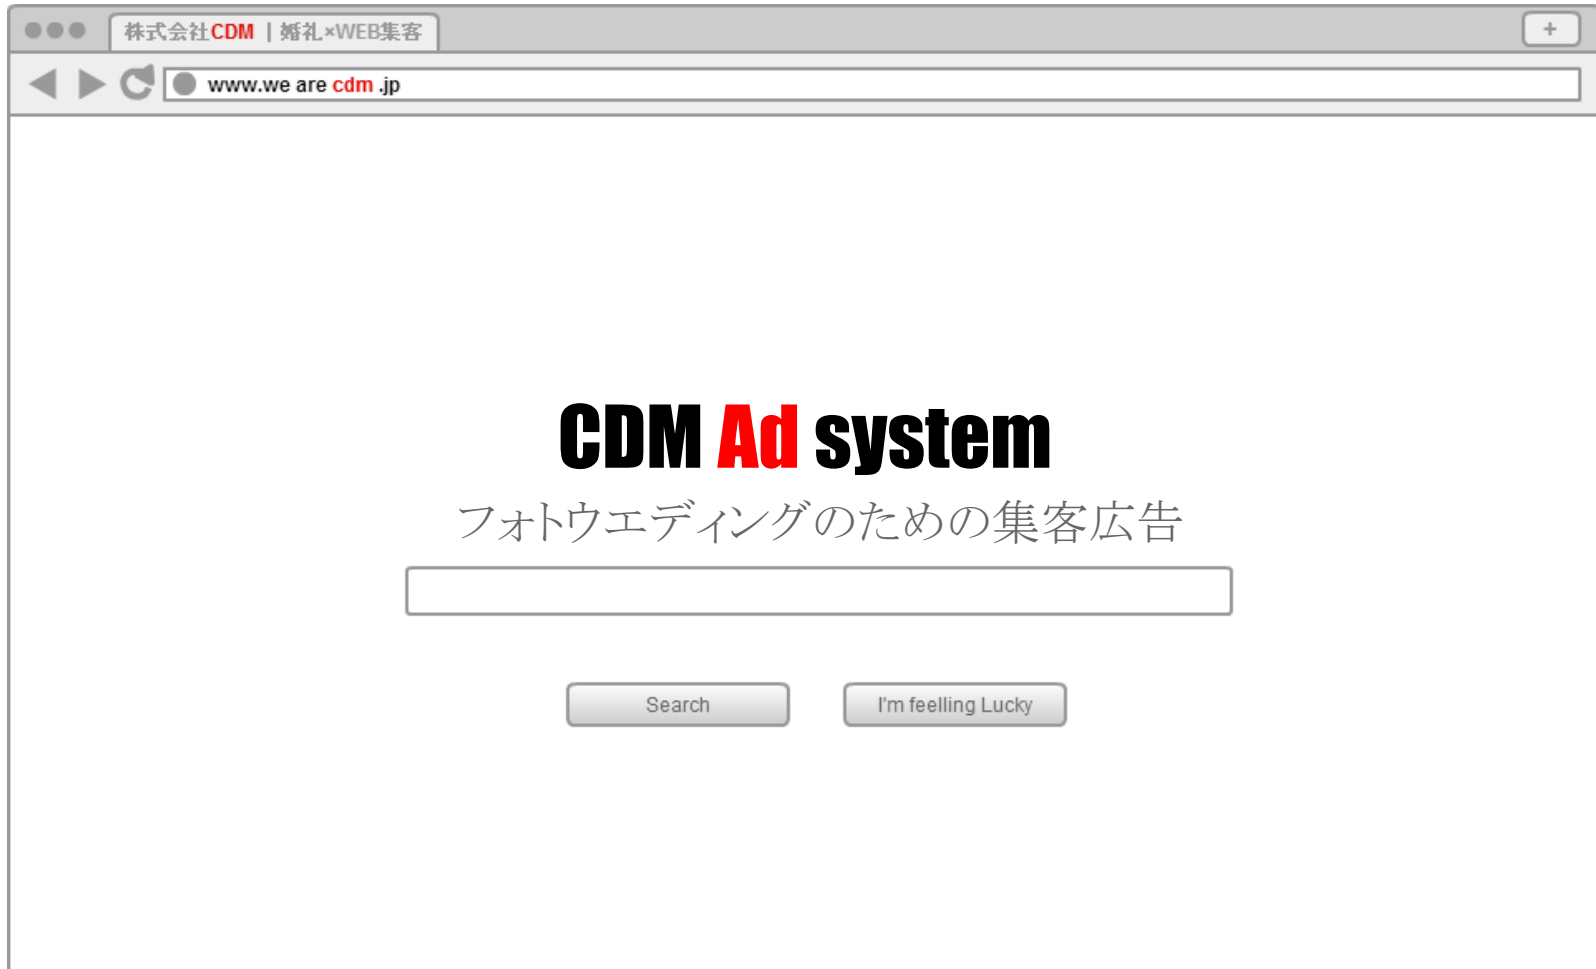 株式会社CDM | 婚礼×WEB集客
+
www.we are cdm .jp
CDM Ad system
フォトウエディングのための集客広告
Search
I'm feelling Lucky